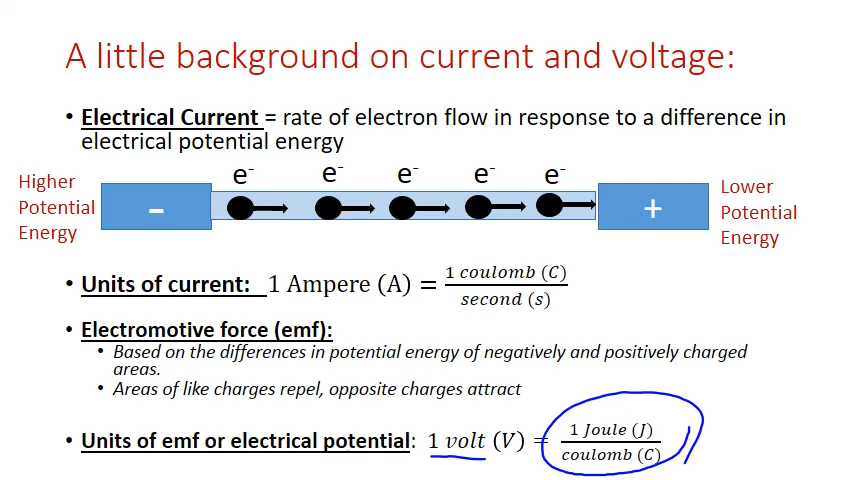 A little background on current and voltage:
• Electrical Current = rate of electron flow in response to a difference in
electrical potential energy
e⁻ e⁻ e⁻ e⁻ e⁻
Higher
Potential
Energy
-
+
Lower
Potential
Energy
• Units of current: 1 Ampere (A) = 1 coulomb (C) / second (s)
• Electromotive force (emf):
• Based on the differences in potential energy of negatively and positively charged
areas.
• Areas of like charges repel, opposite charges attract
• Units of emf or electrical potential: 1 volt (V) = 1 Joule (J) / coulomb (C)